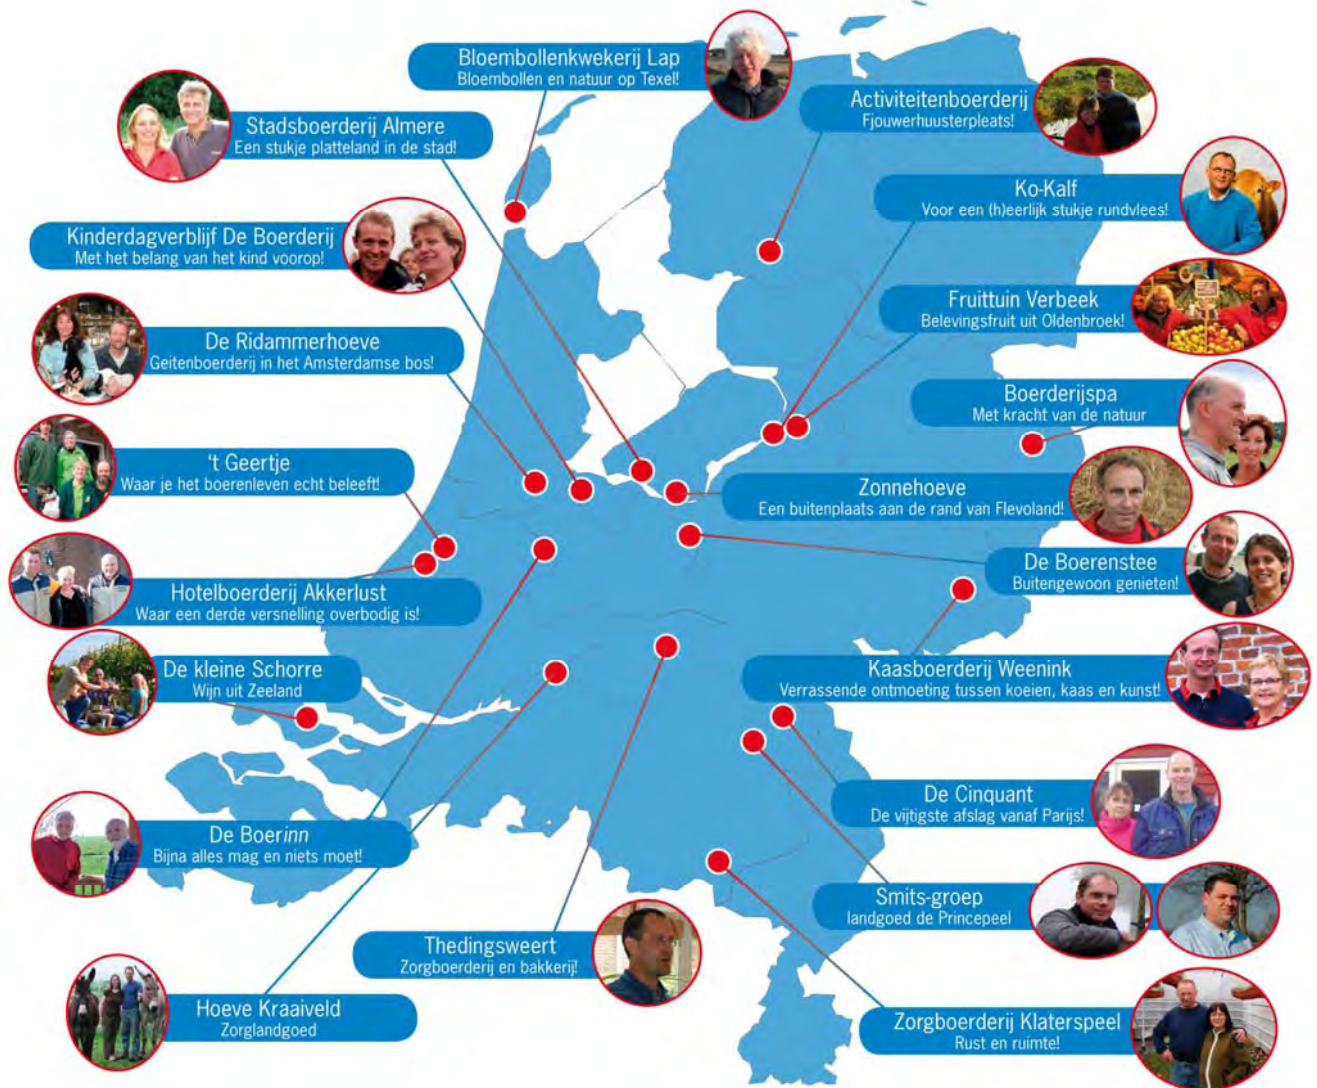 Bloembollenkwekerij Lap
Bloembollen en natuur op Texel!
Activiteitenboerderij
Fjouwerhuusterpleats!
Stadsboerderij Almere
Een stukje platteland in de stad!
Ko-Kalf
Voor een (h)eerlijk stukje rundvlees!
Kinderdagverblijf De Boerderij
Met het belang van het kind voorop!
Fruittuin Verbeek
Belevingsfruit uit Oldenbroek!
De Ridammerhoeve
Geitenboerderij in het Amsterdamse bos!
Boerderijspa
Met kracht van de natuur
't Geertje
Waar je het boerenleven echt beleeft!
Zonnehoeve
Een buitenplaats aan de rand van Flevoland!
De Boerenstee
Buitengewoon genieten!
Hotelboerderij Akkerlust
Waar een derde versnelling overbodig is!
De kleine Schorre
Wijn uit Zeeland
Kaasboerderij Weenink
Verrassende ontmoeting tussen koeien, kaas en kunst!
De Cinquant
De vijtigste afslag vanaf Parijs!
De Boerinn
Bijna alles mag en niets moet!
Smits-groep
landgoed de Princepeel
Thedingsweert
Zorgboerderij en bakkerij!
Hoeve Kraaiveld
Zorglandgoed
Zorgboerderij Klaterspeel
Rust en ruimte!